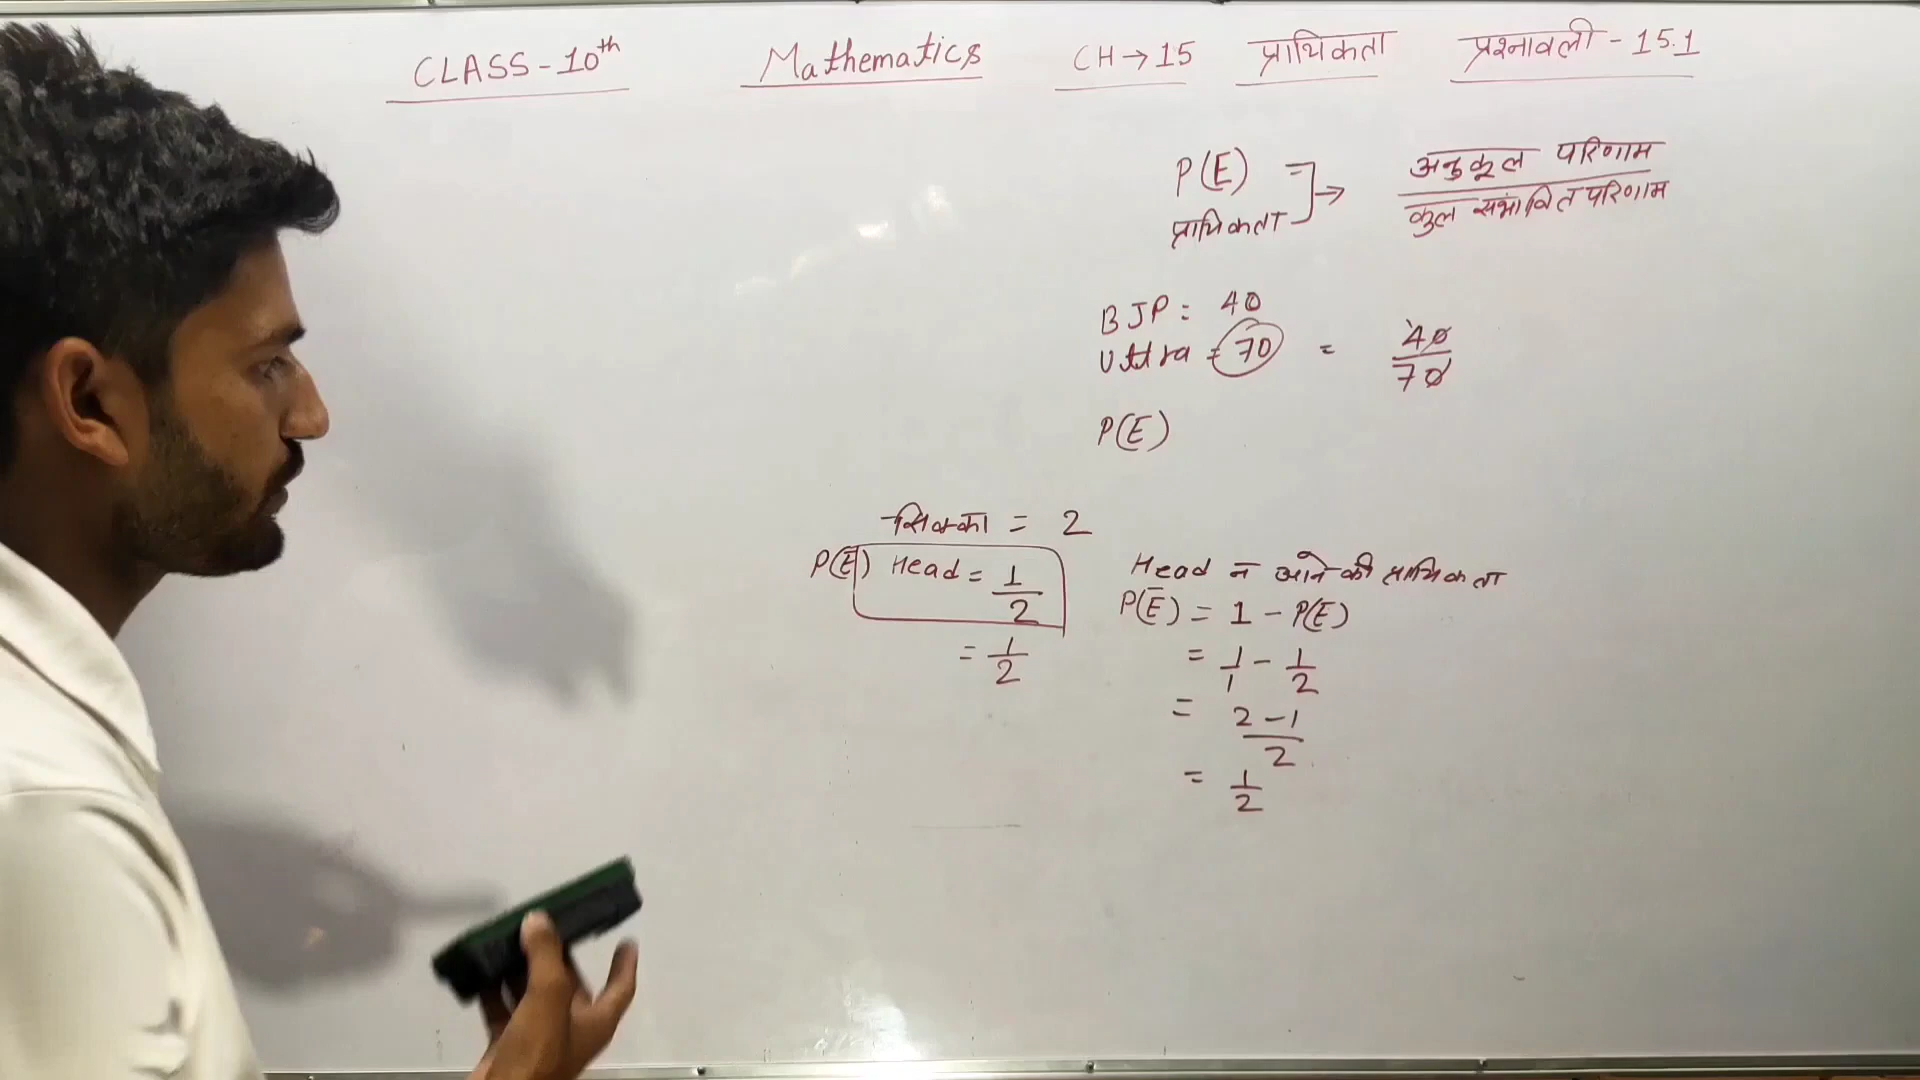 CLASS-10th Mathematics CH→15 प्रायिकता प्रश्नावली-15.1
P(E) = → अनुकूल परिणाम
प्रायिकता कुल संभावित परिणाम
BJP = 40
Uttra = 70 = 40/70
P(E)
सिक्का = 2
P(E) Head = 1/2
= 1/2
Head न आने की प्रायिकता
P(Ē) = 1 - P(E)
= 1/1 - 1/2
= 2-1/2
= 1/2